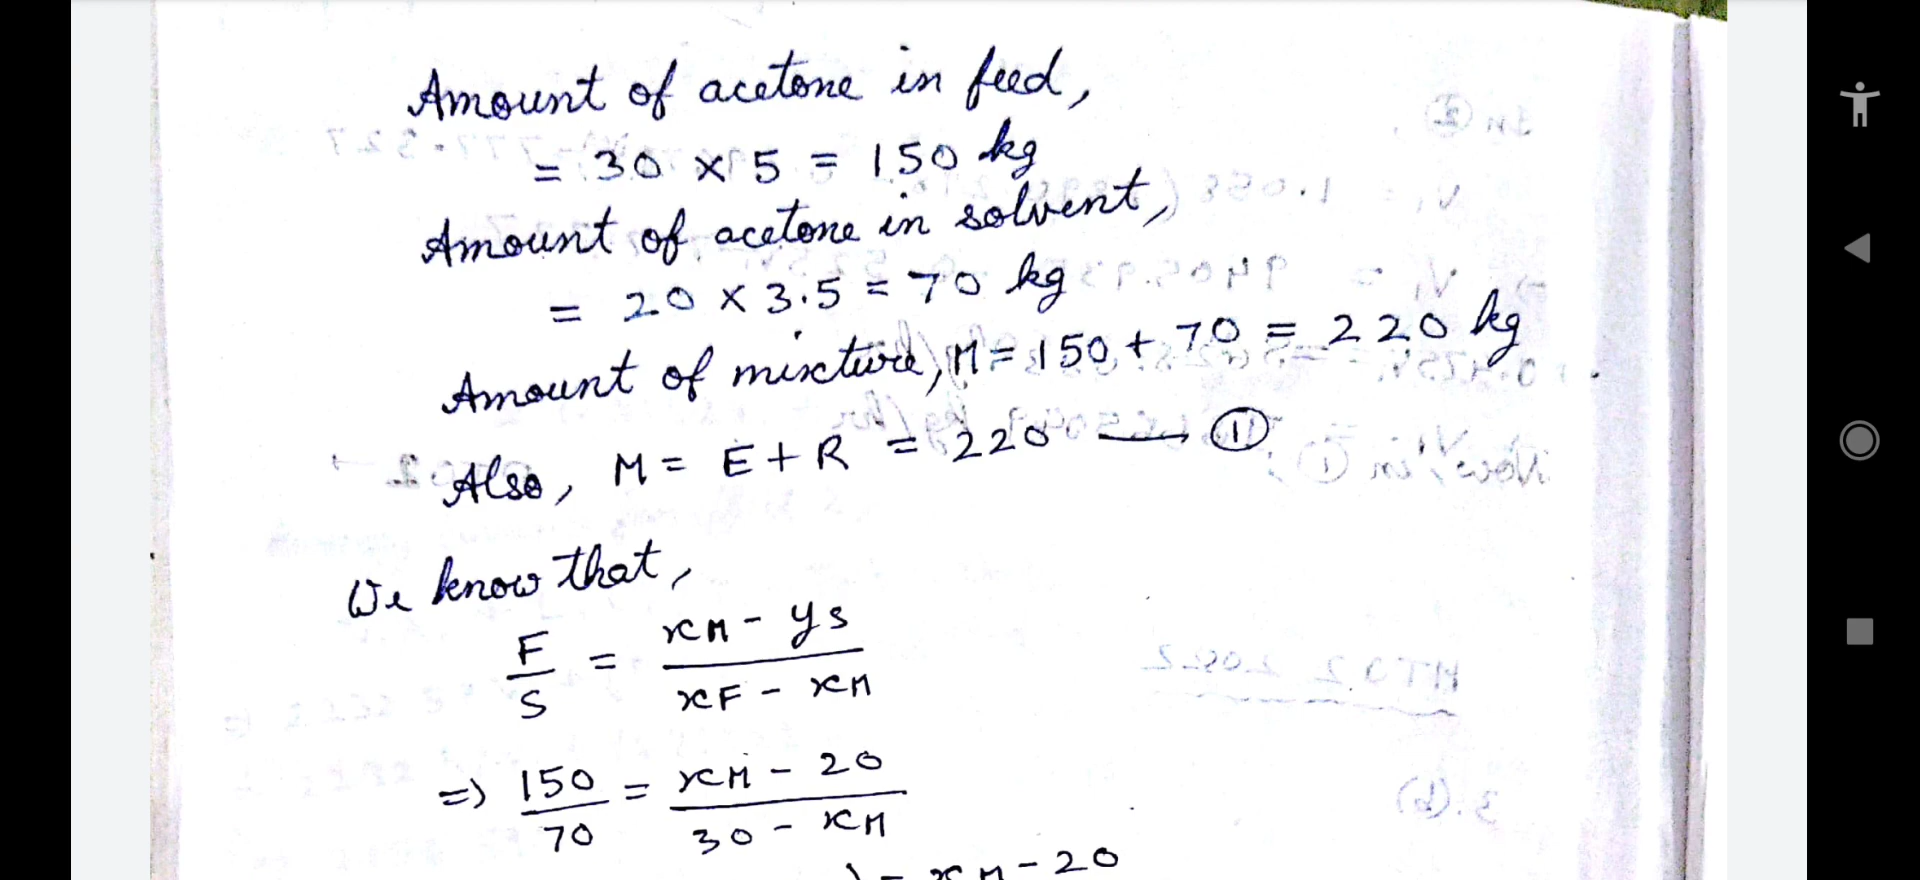 Amount of acetone in feed,
= 30 × 5 = 150 kg
Amount of acetone in solvent,
= 20 × 3.5 = 70 kg
Amount of mixture, M = 150 + 70 = 220 kg
Also, M = E + R = 220 — ①
We know that,
F/S = (xM - yS)/(xF - xM)
=> 150/70 = (xM - 20)/(30 - xM)
) = xM - 20